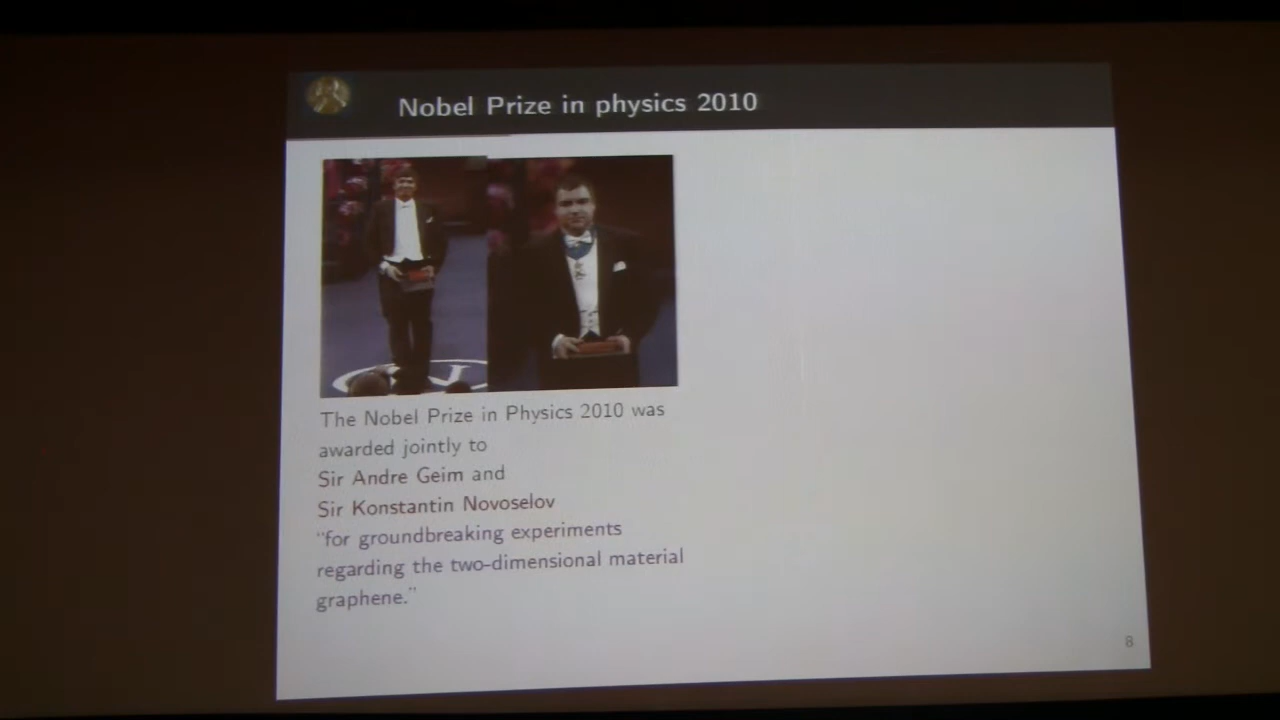 Nobel Prize in physics 2010
The Nobel Prize in Physics 2010 was
awarded jointly to
Sir Andre Geim and
Sir Konstantin Novoselov
“for groundbreaking experiments
regarding the two-dimensional material
graphene.”
8